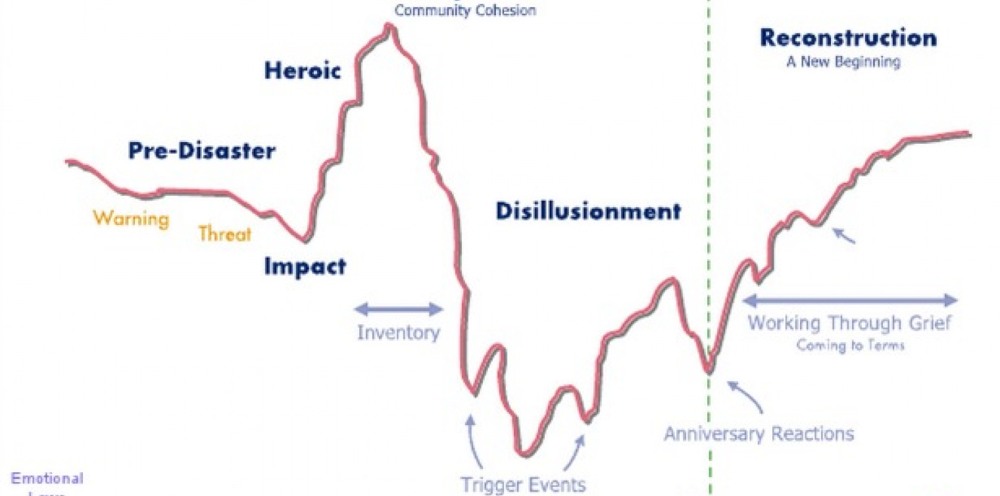 Community Cohesion
Reconstruction
A New Beginning
Heroic
Pre-Disaster
Warning
Threat
Impact
Disillusionment
Inventory
Working Through Grief
Coming to Terms
Anniversary Reactions
Trigger Events
Emotional